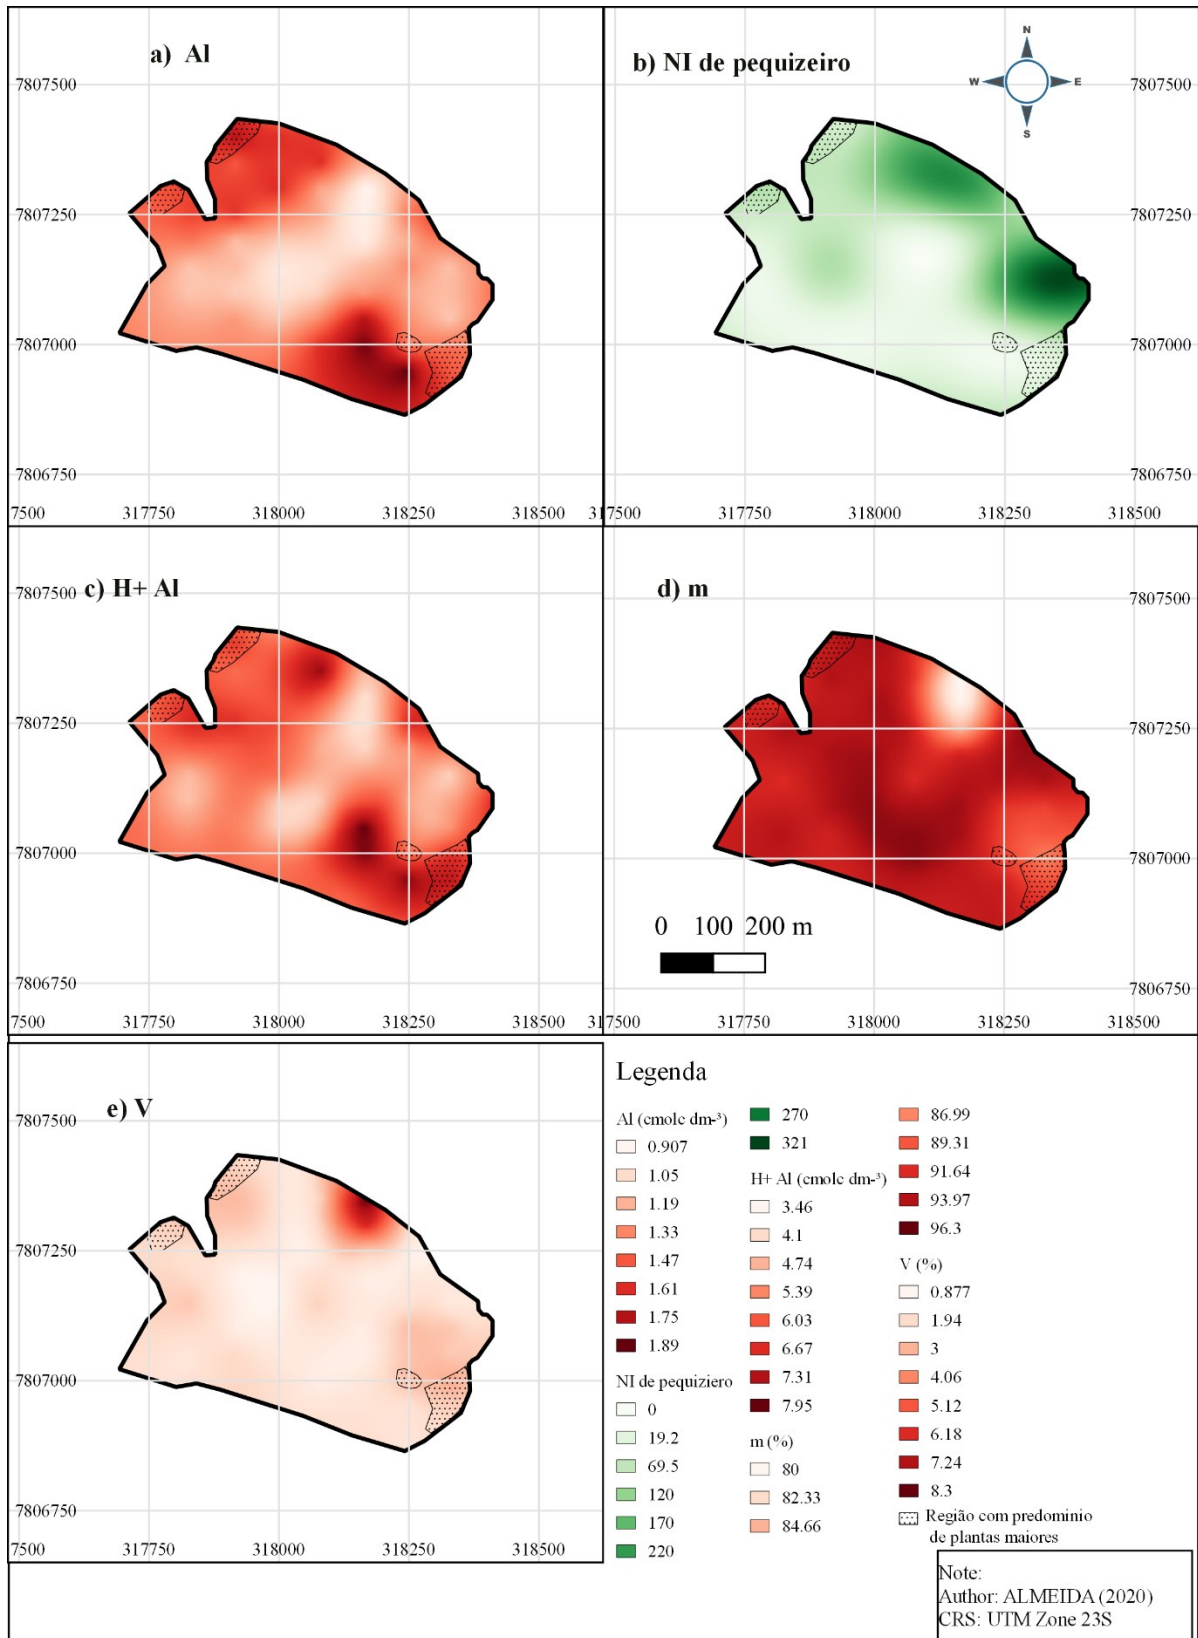 a) Al
7807500
7807250
7807000
7806750
7500 317750 318000 318250 318500
b) NI de pequizeiro
N
W E
S
7807500
7807250
7807000
7806750
7500 317750 318000 318250 318500
c) H+ Al
7807500
7807250
7807000
7806750
7500 317750 318000 318250 318500
d) m
7807500
7807250
7807000
7806750
0 100 200 m
7500 317750 318000 318250 318500
e) V
7807500
7807250
7807000
7806750
7500 317750 318000 318250 318500
Legenda
Al (cmolc dm-³)
0.907
1.05
1.19
1.33
1.47
1.61
1.75
1.89
NI de pequiziero
0
19.2
69.5
120
170
220
270
321
H+ Al (cmolc dm-³)
3.46
4.1
4.74
5.39
6.03
6.67
7.31
7.95
m (%)
80
82.33
84.66
86.99
89.31
91.64
93.97
96.3
V (%)
0.877
1.94
3
4.06
5.12
6.18
7.24
8.3
Região com predominio
de plantas maiores
Note:
Author: ALMEIDA (2020)
CRS: UTM Zone 23S